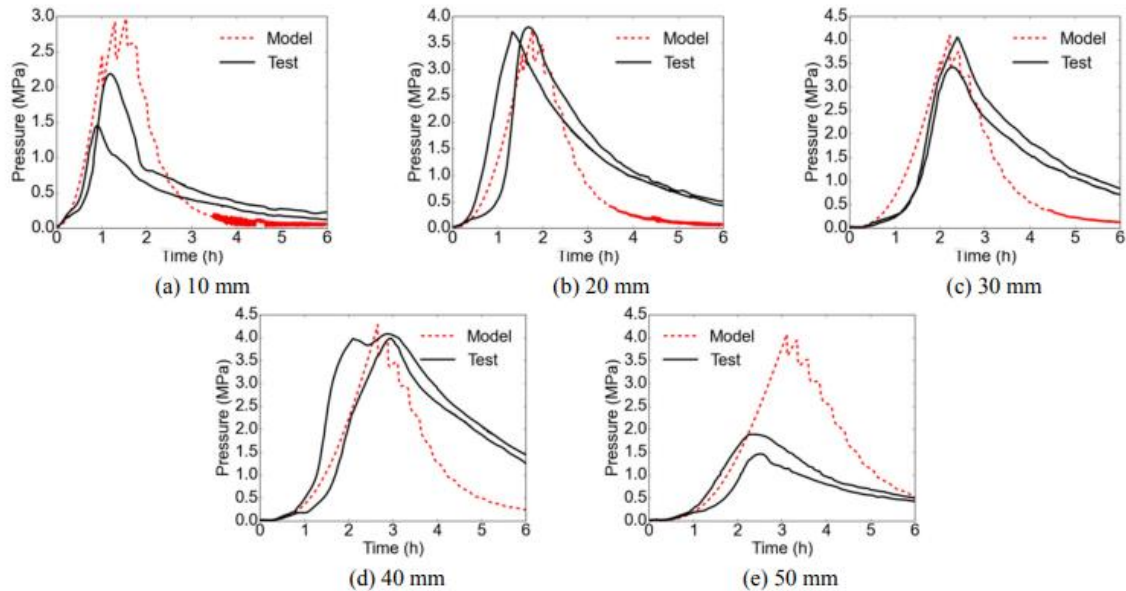 3.0
2.5
2.0
1.5
1.0
0.5
0.0
Pressure (MPa)
Model
Test
0 1 2 3 4 5 6
Time (h)
(a) 10 mm
4.0
3.5
3.0
2.5
2.0
1.5
1.0
0.5
0.0
Pressure (MPa)
Model
Test
0 1 2 3 4 5 6
Time (h)
(b) 20 mm
4.5
4.0
3.5
3.0
2.5
2.0
1.5
1.0
0.5
0.0
Pressure (MPa)
Model
Test
0 1 2 3 4 5 6
Time (h)
(c) 30 mm
4.5
4.0
3.5
3.0
2.5
2.0
1.5
1.0
0.5
0.0
Pressure (MPa)
Model
Test
0 1 2 3 4 5 6
Time (h)
(d) 40 mm
4.5
4.0
3.5
3.0
2.5
2.0
1.5
1.0
0.5
0.0
Pressure (MPa)
Model
Test
0 1 2 3 4 5 6
Time (h)
(e) 50 mm